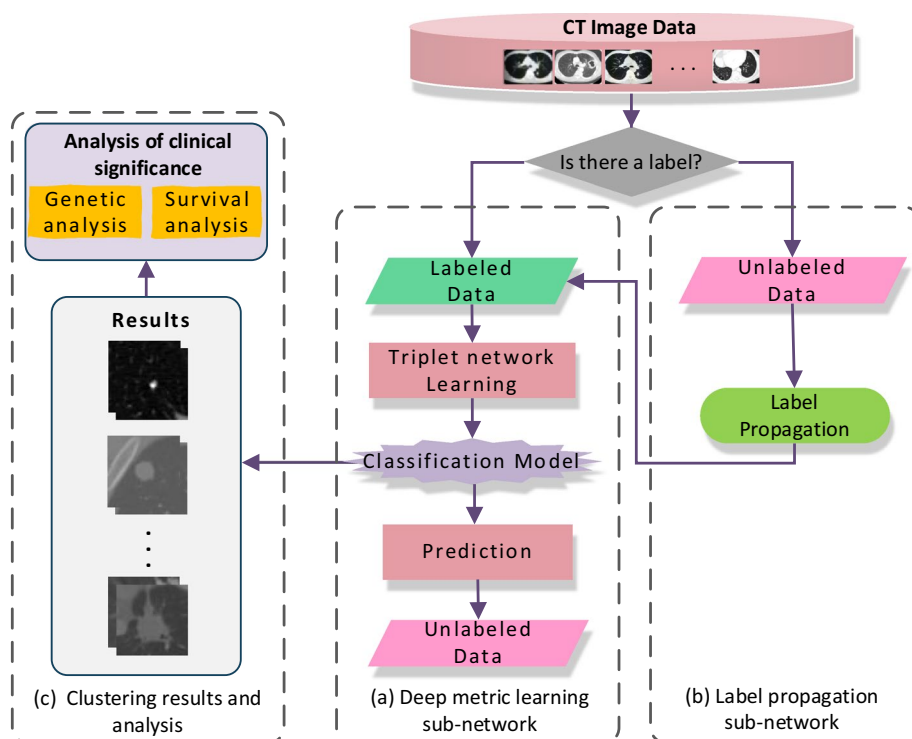 CT Image Data
. . .
Is there a label?
Analysis of clinical
significance
Genetic
analysis
Survival
analysis
Results
Labeled
Data
Triplet network
Learning
Classification Model
Prediction
Unlabeled
Data
Unlabeled
Data
Label
Propagation
(c) Clustering results and
analysis
(a) Deep metric learning
sub-network
(b) Label propagation
sub-network